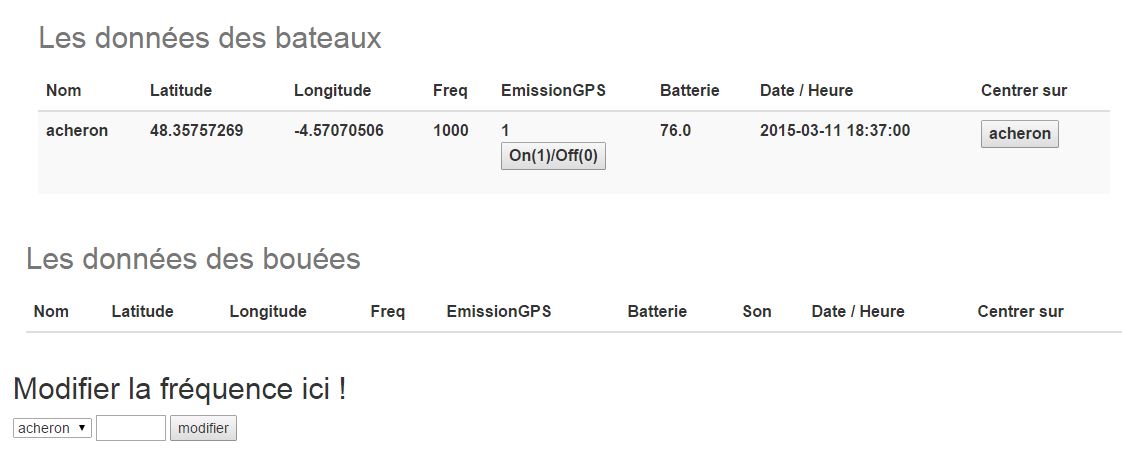 Les données des bateaux
Nom Latitude Longitude Freq EmissionGPS Batterie Date / Heure Centrer sur
acheron 48.35757269 -4.57070506 1000 1 76.0 2015-03-11 18:37:00 acheron
On(1)/Off(0)
Les données des bouées
Nom Latitude Longitude Freq EmissionGPS Batterie Son Date / Heure Centrer sur
Modifier la fréquence ici !
acheron modifier